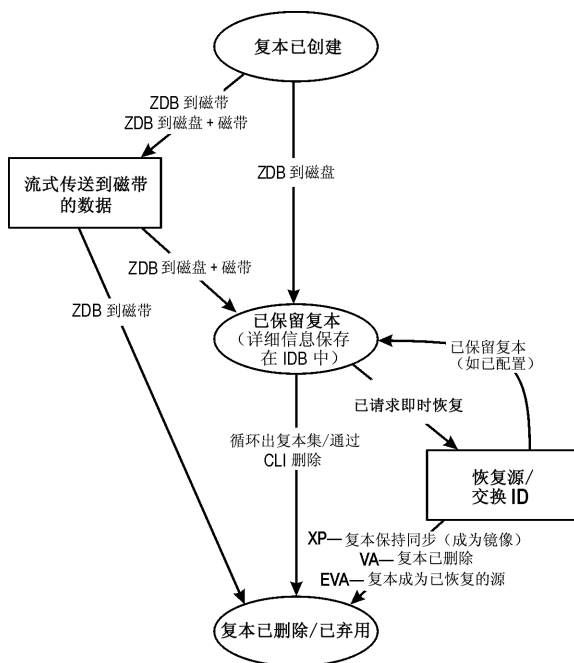 复本已创建
ZDB 到磁带
ZDB 到磁盘 + 磁带
ZDB 到磁盘
流式传送到磁带
的数据
ZDB 到磁盘 + 磁带
ZDB 到磁带
已保留复本
（详细信息保存
在 IDB 中）
已保留复本
（如已配置）
已请求即时恢复
循环出复本集/通过
CLI 删除
恢复源/
交换 ID
XP— 复本保持同步（成为镜像）
VA— 复本已删除
EVA— 复本成为已恢复的源
复本已删除/已弃用